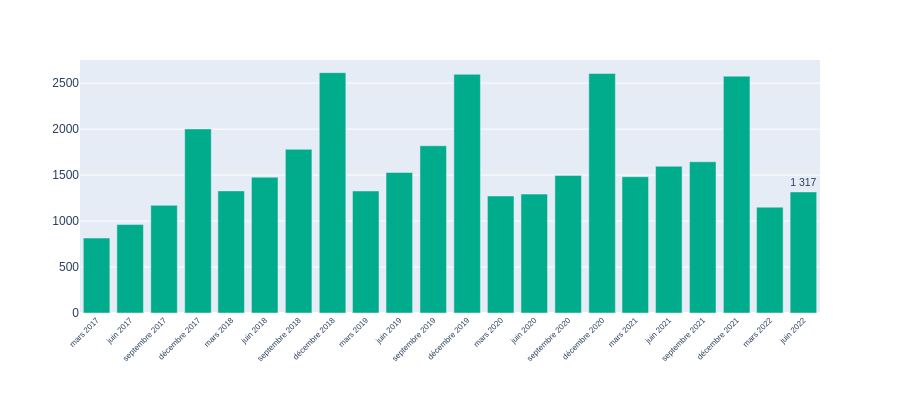 2500
2000
1500
1000
500
0
1 317
mars 2017
juin 2017
septembre 2017
décembre 2017
mars 2018
juin 2018
septembre 2018
décembre 2018
mars 2019
juin 2019
septembre 2019
décembre 2019
mars 2020
juin 2020
septembre 2020
décembre 2020
mars 2021
juin 2021
septembre 2021
décembre 2021
mars 2022
juin 2022